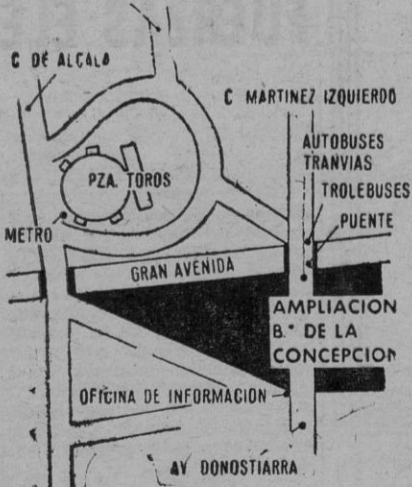 C DE ALCALA
C MARTINEZ IZQUIERDO
AUTOBUSES
TRANVIAS
TROLEBUSES
PUENTE
PZA. TOROS
METRO
GRAN AVENIDA
AMPLIACION
B.° DE LA
CONCEPCION
OFICINA DE INFORMACION
AV DONOSTIARRA